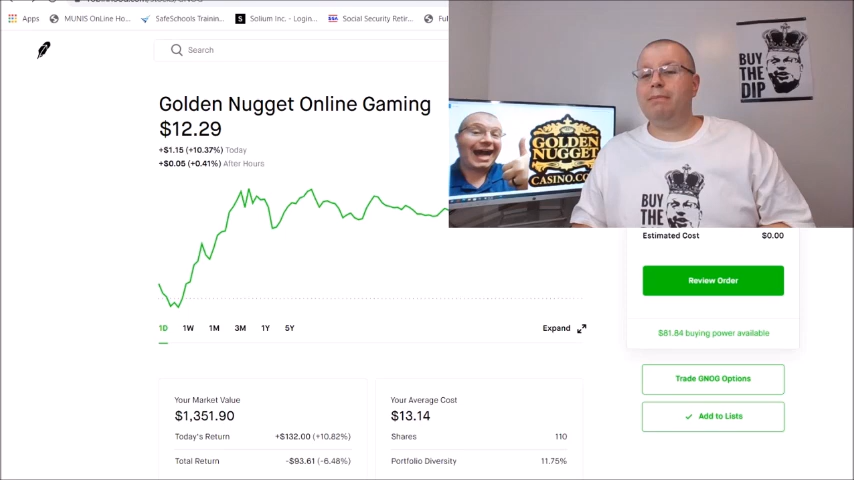 Apps
MUNIS OnLine Ho...
SafeSchools Trainin...
Solium Inc. - Login...
Social Security Retir...
Search
Golden Nugget Online Gaming
$12.29
+$1.15 (+10.37%) Today
+$0.05 (+0.41%) After Hours
BUY
THE
DIP
GOLDEN
NUGGET
CASINO.CO
BUY
THE
Estimated Cost $0.00
Review Order
$81.84 buying power available
1D 1W 1M 3M 1Y 5Y
Expand
Trade GNOG Options
Add to Lists
Your Market Value
$1,351.90
Today's Return +$132.00 (+10.82%)
Total Return -$93.61 (-6.48%)
Your Average Cost
$13.14
Shares 110
Portfolio Diversity 11.75%